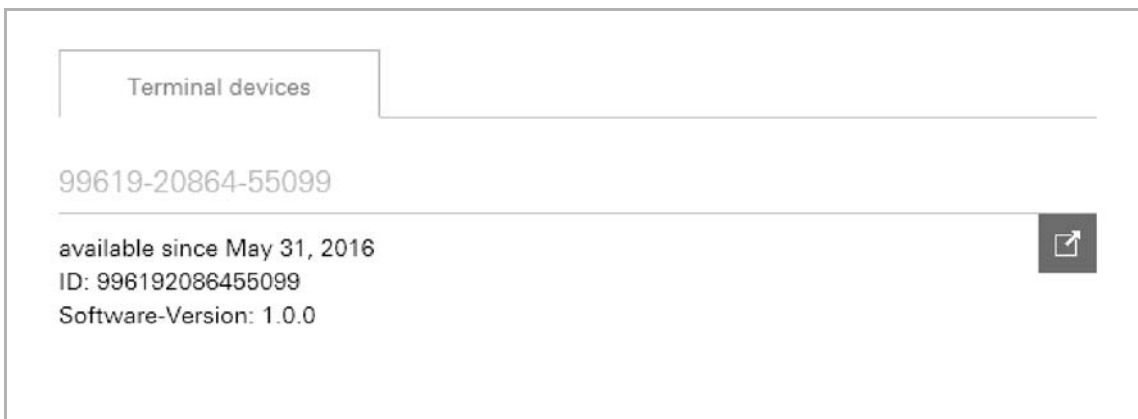 Terminal devices
99619-20864-55099
available since May 31, 2016
ID: 996192086455099
Software-Version: 1.0.0